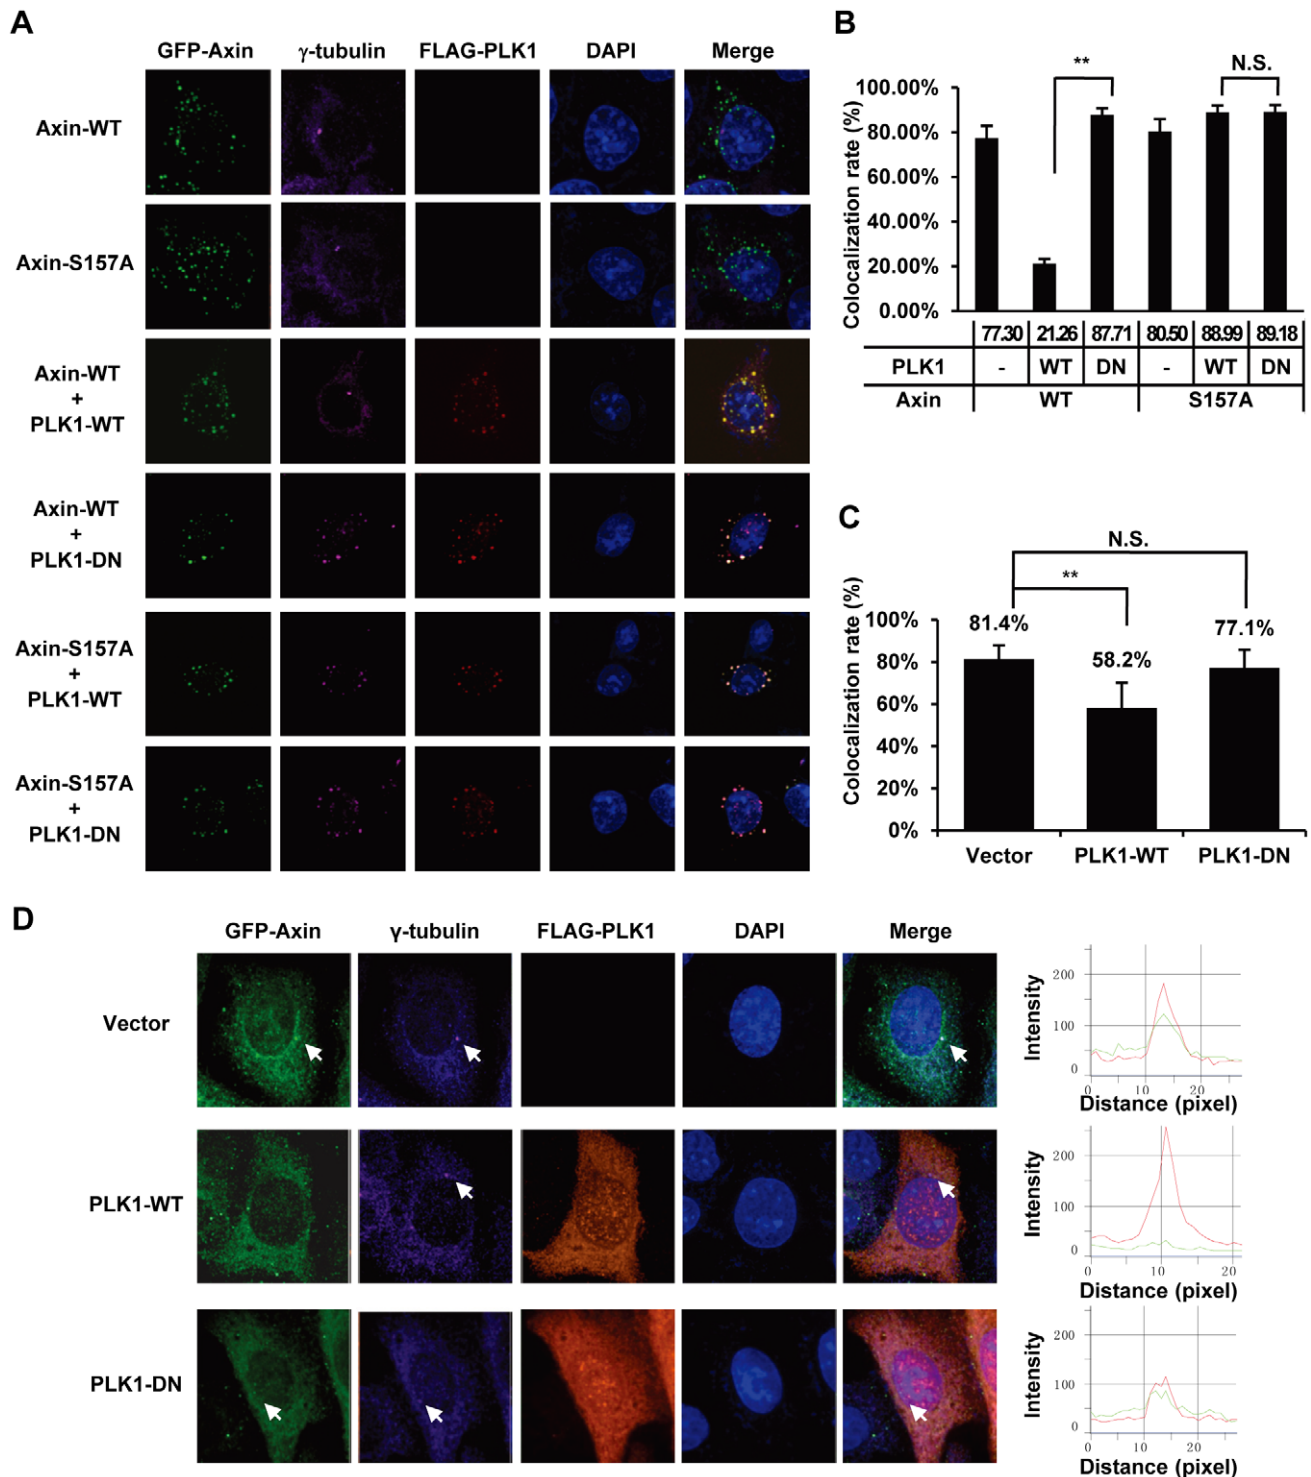 A
GFP-Axin γ-tubulin FLAG-PLK1 DAPI Merge
Axin-WT
Axin-S157A
Axin-WT
+
PLK1-WT
Axin-WT
+
PLK1-DN
Axin-S157A
+
PLK1-WT
Axin-S157A
+
PLK1-DN
B
Colocalization rate (%)
** N.S.
100.00%
80.00%
60.00%
40.00%
20.00%
0.00%
77.30 21.26 87.71 80.50 88.99 89.18
PLK1 - WT DN - WT DN
Axin WT S157A
C
Colocalization rate (%)
N.S.
**
100%
80%
60%
40%
20%
0%
81.4% 58.2% 77.1%
Vector PLK1-WT PLK1-DN
D
GFP-Axin γ-tubulin FLAG-PLK1 DAPI Merge
Vector
Intensity
200
100
0
0 10 20
Distance (pixel)
PLK1-WT
Intensity
200
100
0
0 10 20
Distance (pixel)
PLK1-DN
Intensity
200
100
0
0 10 20
Distance (pixel)